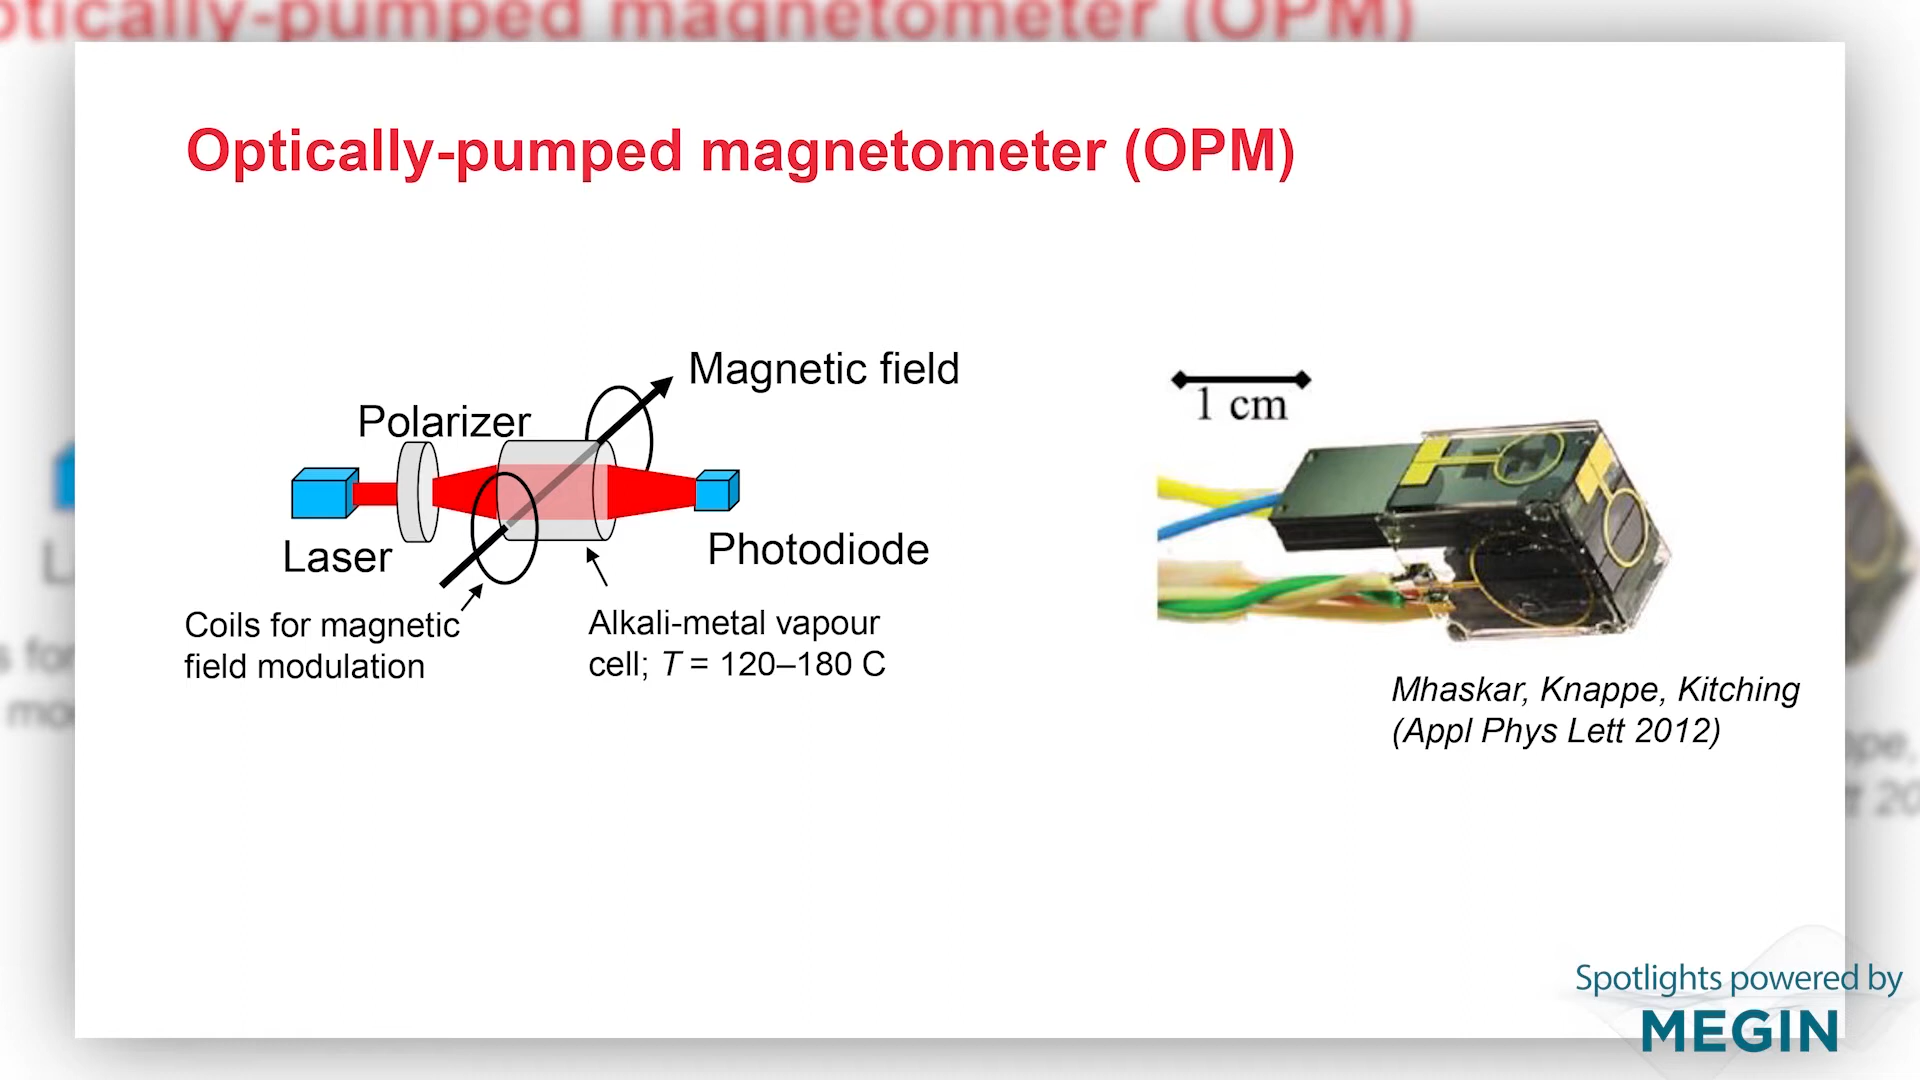 Optically-pumped magnetometer (OPM)
Magnetic field
Polarizer
Laser
Photodiode
Coils for magnetic
field modulation
Alkali-metal vapour
cell; T = 120–180 C
1 cm
Mhaskar, Knappe, Kitching
(Appl Phys Lett 2012)
Spotlights powered by
MEGIN